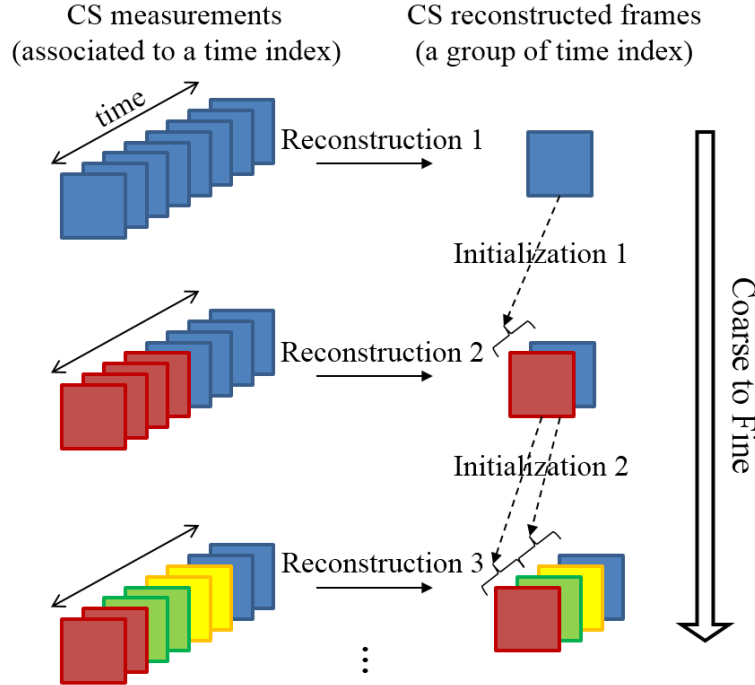 CS measurements
(associated to a time index)
CS reconstructed frames
(a group of time index)
time
Reconstruction 1
Initialization 1
Reconstruction 2
Initialization 2
Reconstruction 3
Coarse to Fine
⋮